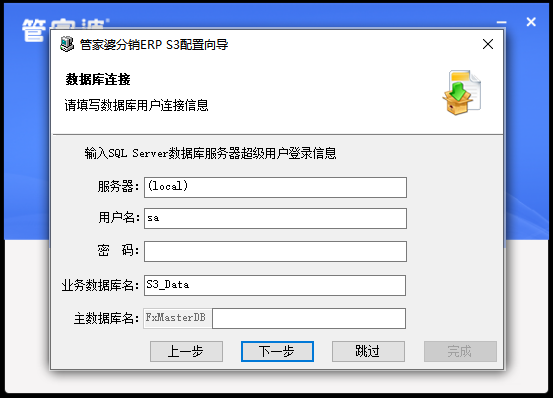 管家婆
管家婆分销ERP S3配置向导
数据库连接
请填写数据库用户连接信息
输入SQL Server数据库服务器超级用户登录信息
服务器: (local)
用户名: sa
密 码:
业务数据库名: S3_Data
主数据库名: FxMasterDB
上一步 下一步 跳过 完成